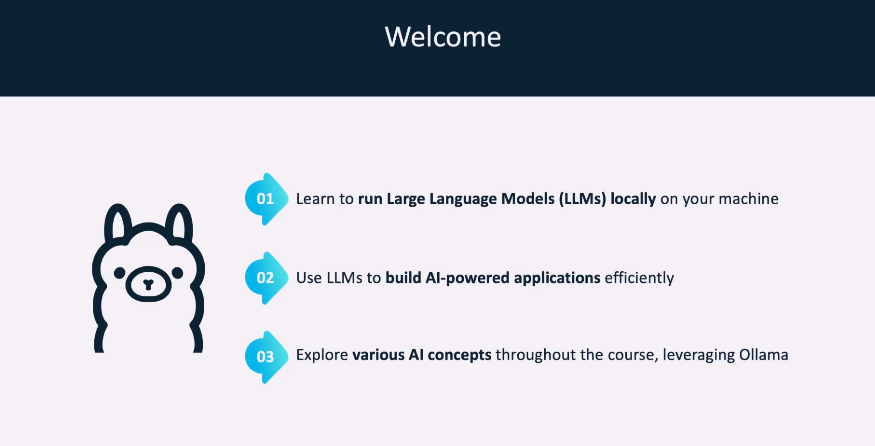 Welcome
01 Learn to run Large Language Models (LLMs) locally on your machine
02 Use LLMs to build AI-powered applications efficiently
03 Explore various AI concepts throughout the course, leveraging Ollama